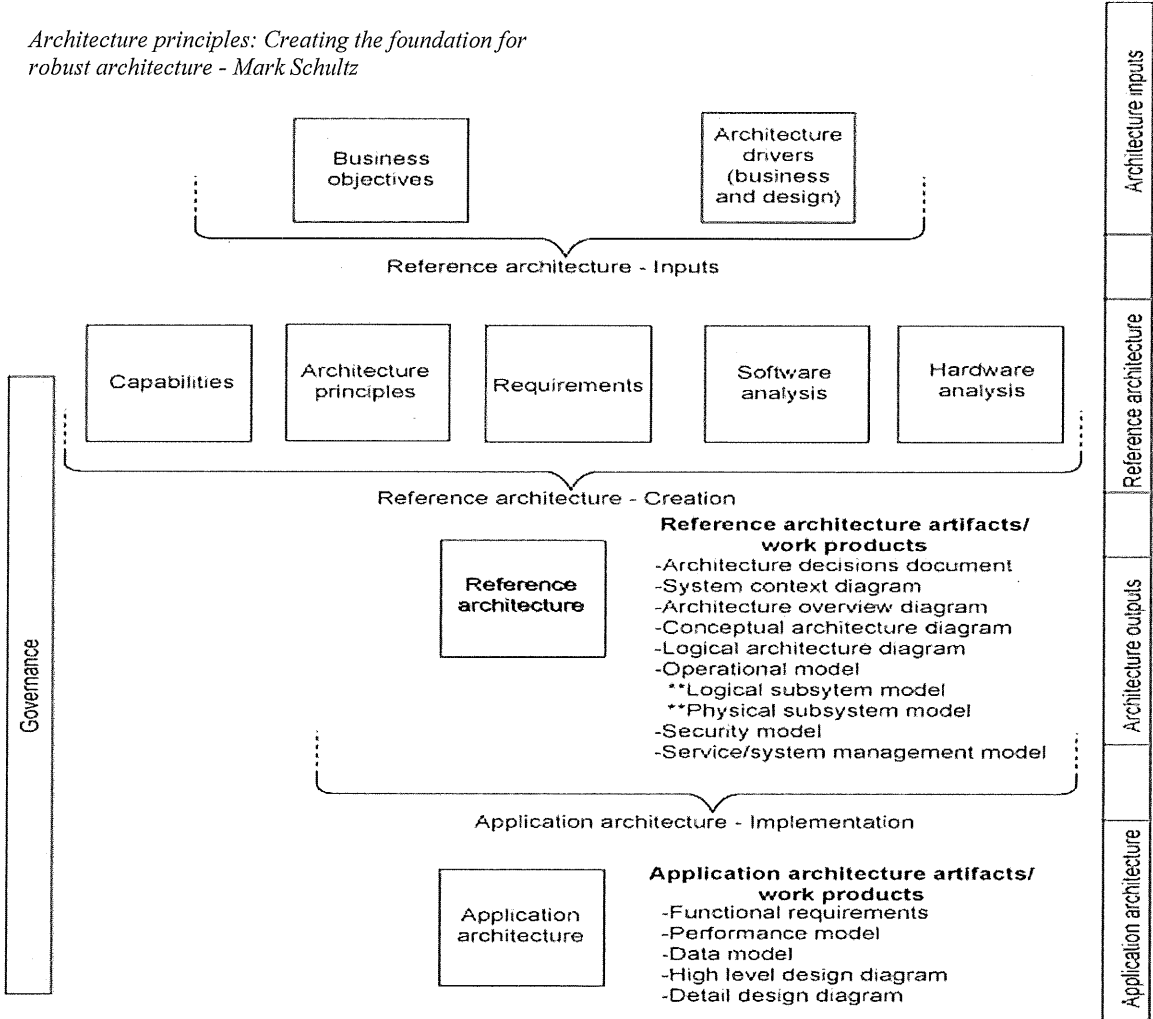 Architecture principles: Creating the foundation for
robust architecture - Mark Schultz
Business
objectives
Architecture
drivers
(business
and design)
Reference architecture - Inputs
Capabilities
Architecture
principles
Requirements
Software
analysis
Hardware
analysis
Reference architecture - Creation
Reference
architecture
Reference architecture artifacts/
work products
-Architecture decisions document
-System context diagram
-Architecture overview diagram
-Conceptual architecture diagram
-Logical architecture diagram
-Operational model
**Logical subsytem model
**Physical subsystem model
-Security model
-Service/system management model
Application architecture - Implementation
Application
architecture
Application architecture artifacts/
work products
-Functional requirements
-Performance model
-Data model
-High level design diagram
-Detail design diagram
Governance
Architecture inputs
Reference architecture
Architecture outputs
Application architecture